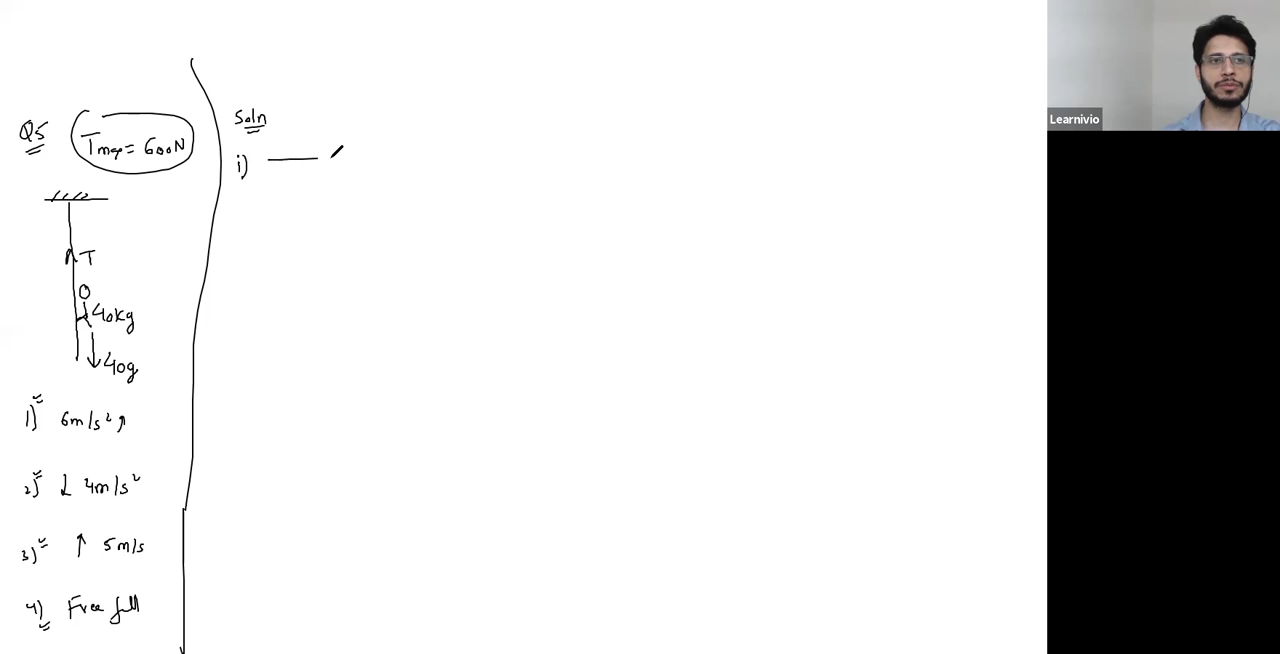 Q5 Tmax = 600N
T
40kg
40g
1) 6m/s² ↑
2) ↓ 4m/s²
3) ↑ 5m/s
4) Free fall
Soln
i)
Learnivio